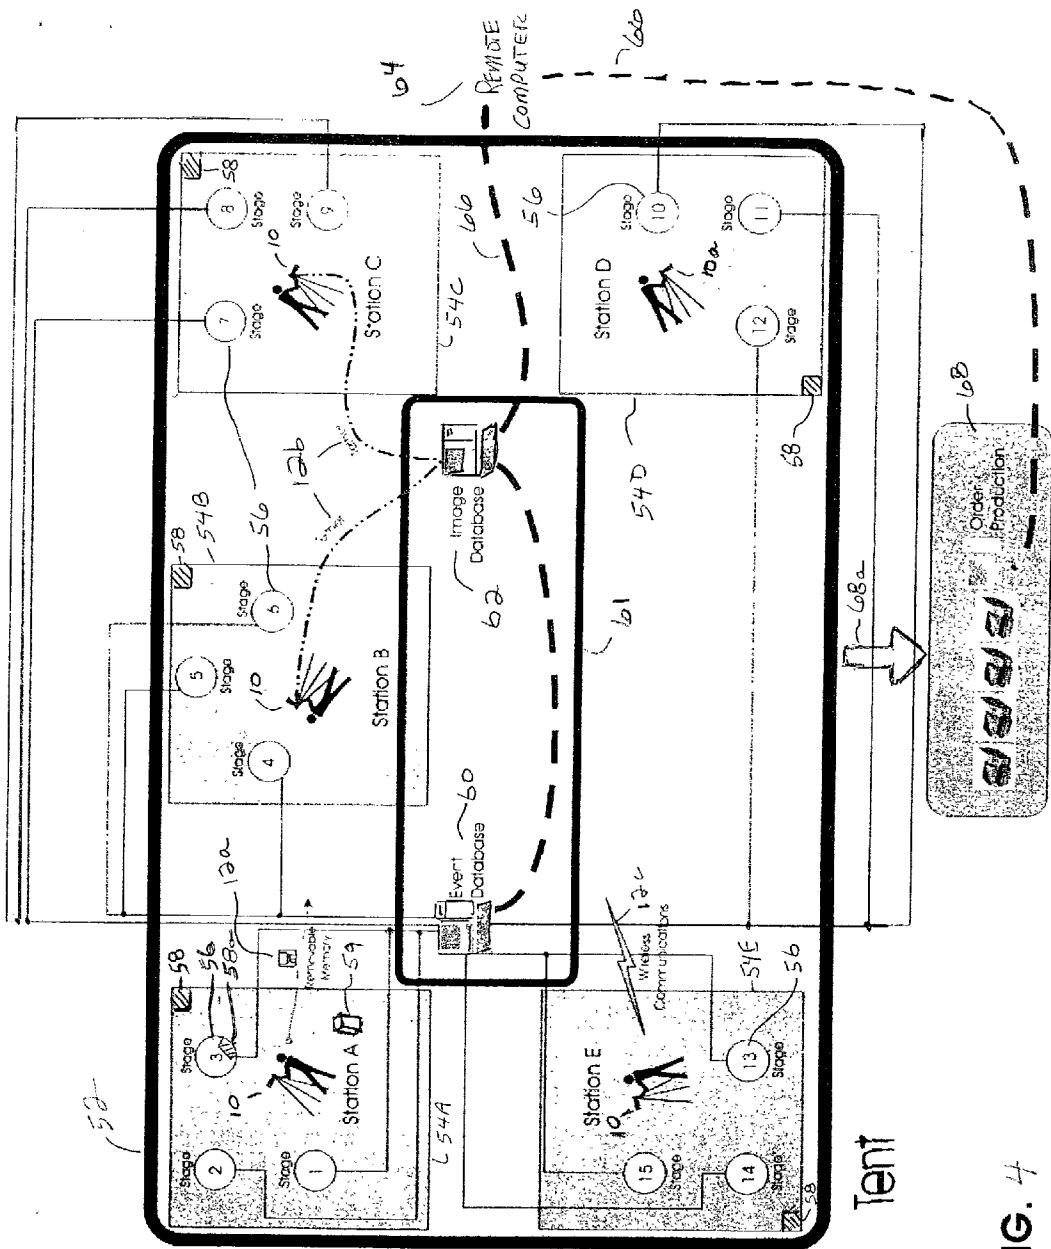 52
58
56
58a
3
Stage
2
Stage
1
Stage
10
Station A
59
54A
12a
Removable
Memory
58
54B
5
Stage
6
Stage
4
Stage
10
Station B
56
12b
58
8
Stage
9
Stage
7
Stage
10
Station C
54C
64
REMOTE
COMPUTER
66
66
Event
Database
60
Image
Database
62
61
56
10
Stage
11
Stage
12
Stage
10a
Station D
54D
58
Wireless
Communications
12c
54E
56
Station E
10
13
Stage
14
Stage
15
Stage
58
68a
68
Order
Production
Tent
IG. 4